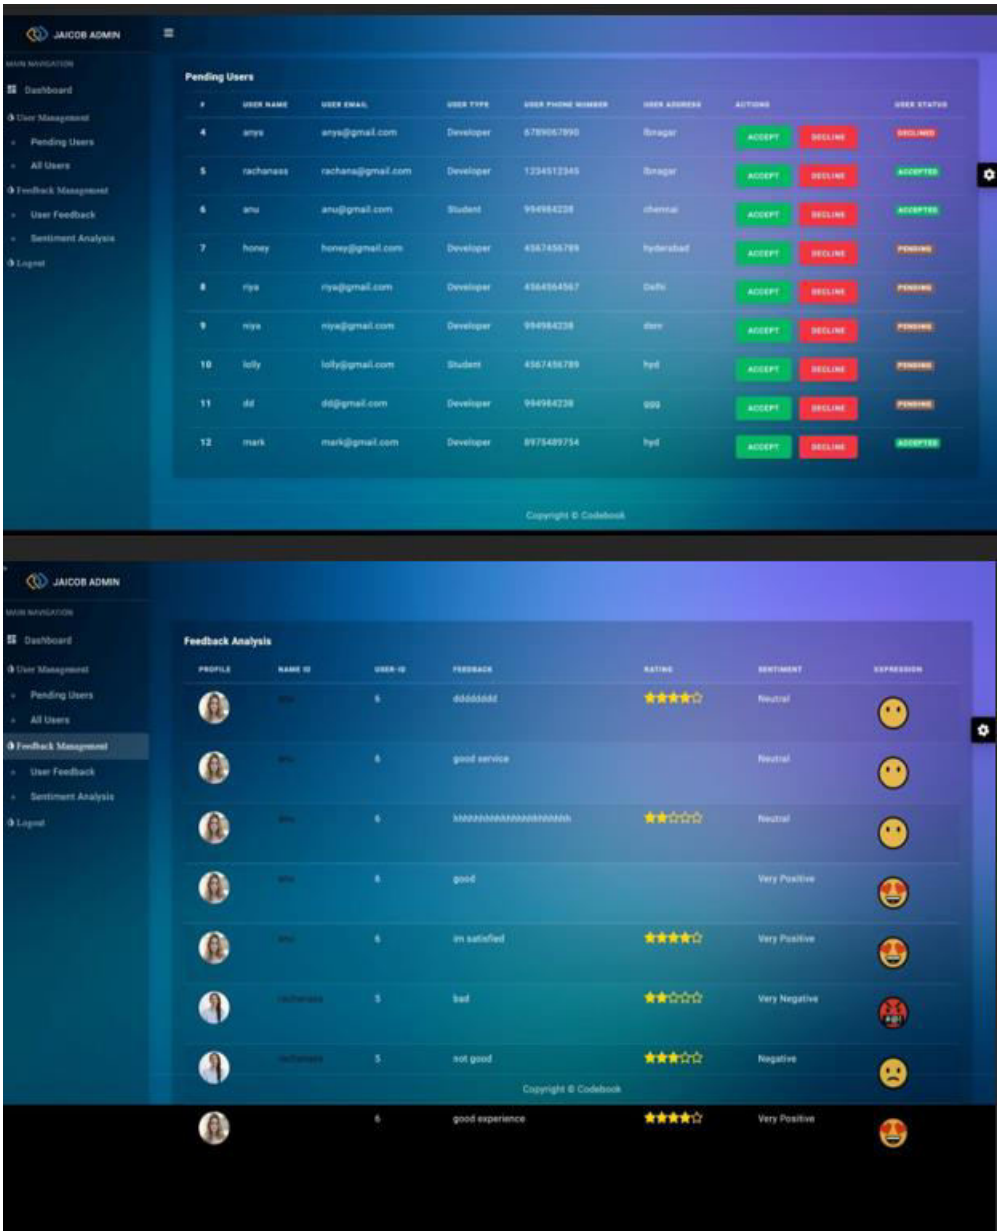 JAICOB ADMIN
MAIN NAVIGATION
Dashboard
User Management
Pending Users
All Users
Feedback Management
User Feedback
Sentiment Analysis
Logout
Pending Users
# USER NAME USER EMAIL USER TYPE USER PHONE NUMBER USER ADDRESS ACTIONS USER STATUS
4 anya anya@gmail.com Developer 6789067890 lbnagar ACCEPT DECLINE DECLINED
5 rachanass rachana@gmail.com Developer 1234512345 lbnagar ACCEPT DECLINE ACCEPTED
6 anu anu@gmail.com Student 994984238 chennai ACCEPT DECLINE ACCEPTED
7 honey honey@gmail.com Developer 4567456789 hyderabad ACCEPT DECLINE PENDING
8 riya riya@gmail.com Developer 4564564567 Delhi ACCEPT DECLINE PENDING
9 niya niya@gmail.com Developer 994984238 ACCEPT DECLINE PENDING
10 lolly lolly@gmail.com Student 4567456789 hyd ACCEPT DECLINE PENDING
11 dd dd@gmail.com Developer 994984238 ggg ACCEPT DECLINE PENDING
12 mark mark@gmail.com Developer 8975489754 hyd ACCEPT DECLINE ACCEPTED
Copyright © Codebook
JAICOB ADMIN
MAIN NAVIGATION
Dashboard
User Management
Pending Users
All Users
Feedback Management
User Feedback
Sentiment Analysis
Logout
Feedback Analysis
PROFILE NAME ID USER-ID FEEDBACK RATING SENTIMENT EXPRESSION
anu 6 dddddddd Neutral
anu 6 good service Neutral
anu 6 Neutral
anu 6 good Very Positive
anu 6 im satisfied Very Positive
rachanass 5 bad Very Negative
rachanass 5 not good Negative
Copyright © Codebook
6 good experience Very Positive